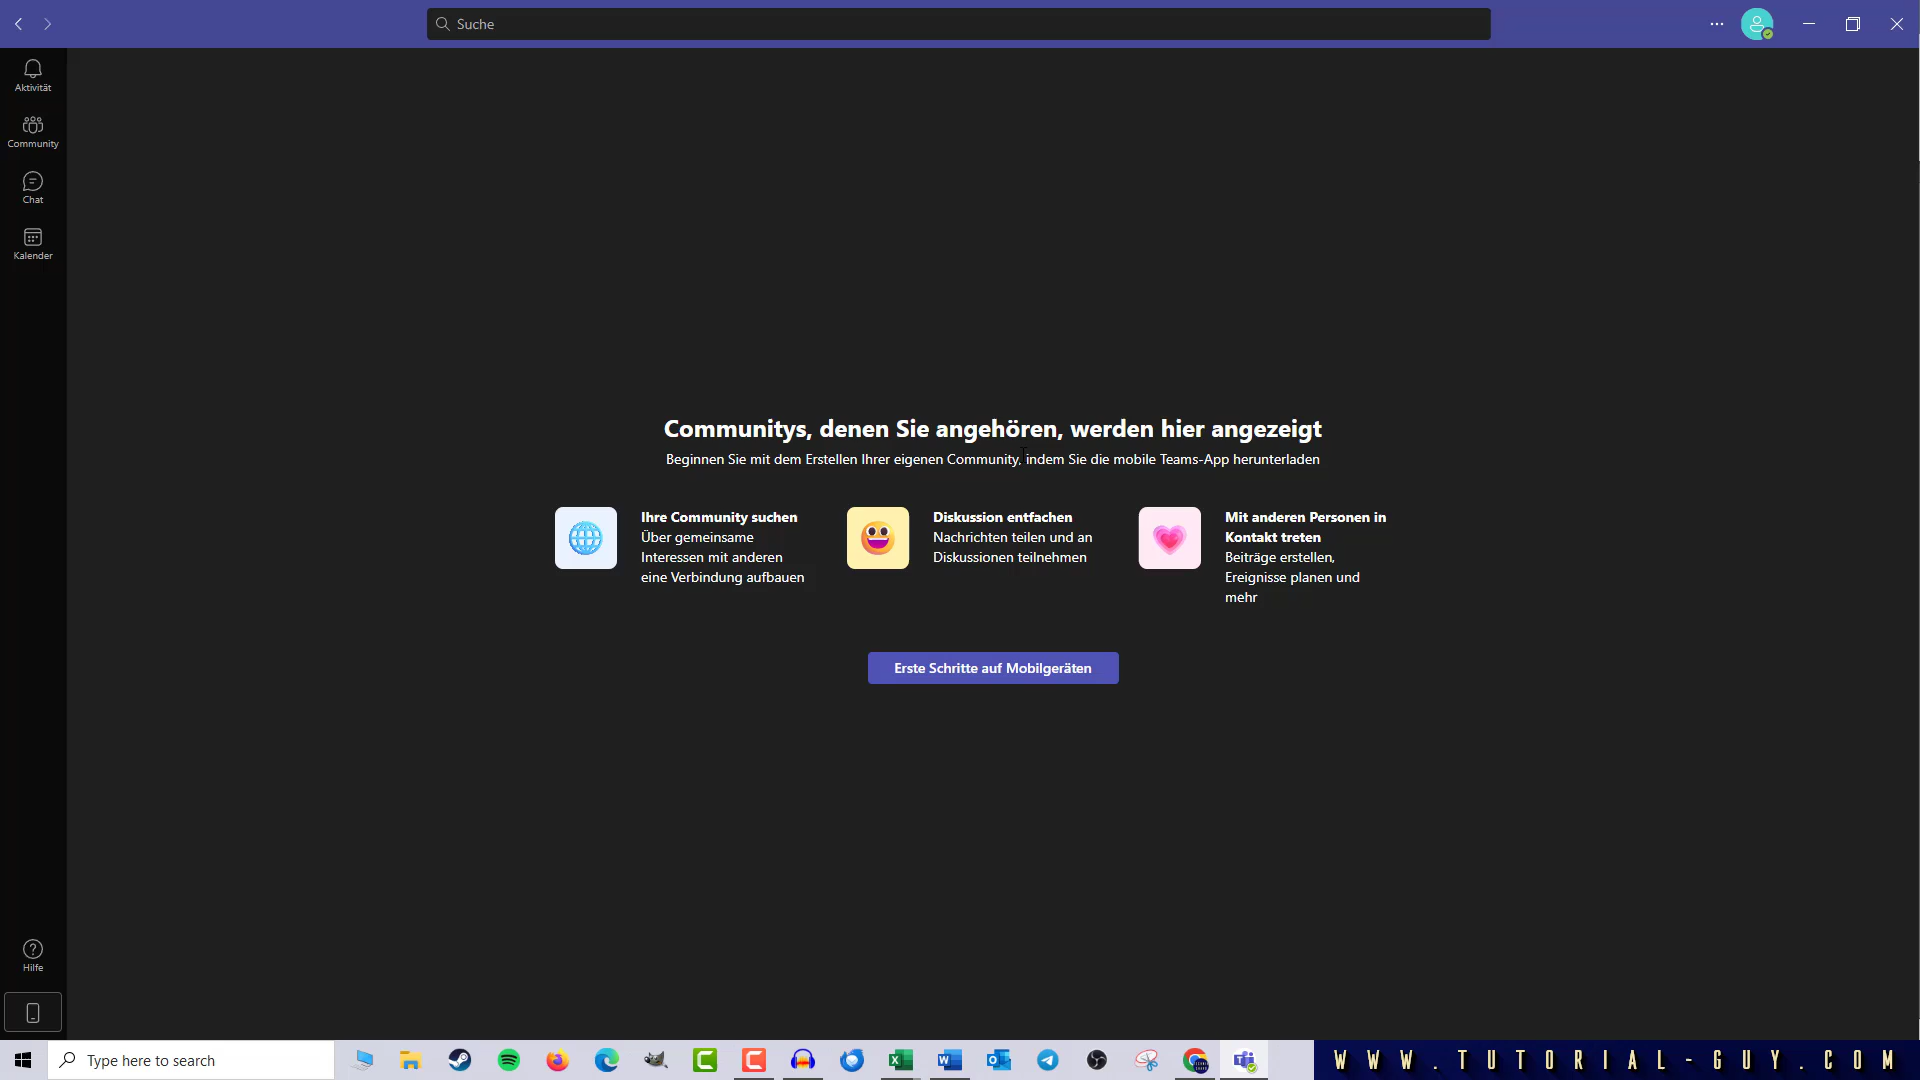 Suche
Aktivität
Community
Chat
Kalender
Communitys, denen Sie angehören, werden hier angezeigt
Beginnen Sie mit dem Erstellen Ihrer eigenen Community, indem Sie die mobile Teams-App herunterladen
Ihre Community suchen
Über gemeinsame
Interessen mit anderen
eine Verbindung aufbauen
Diskussion entfachen
Nachrichten teilen und an
Diskussionen teilnehmen
Mit anderen Personen in
Kontakt treten
Beiträge erstellen,
Ereignisse planen und
mehr
Erste Schritte auf Mobilgeräten
Hilfe
Type here to search
WWW.TUTORIAL-GUY.COM